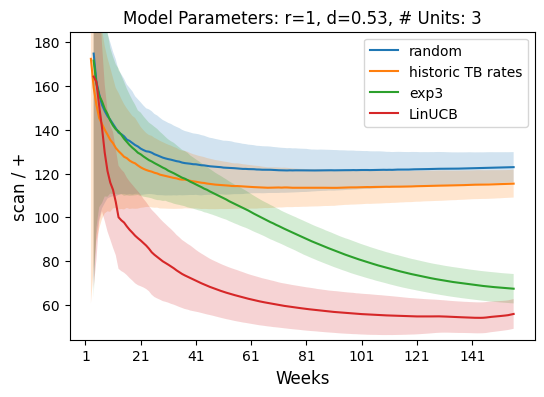 Model Parameters: r=1, d=0.53, # Units: 3
random
historic TB rates
exp3
LinUCB
scan / +
180
160
140
120
100
80
60
1 21 41 61 81 101 121 141
Weeks